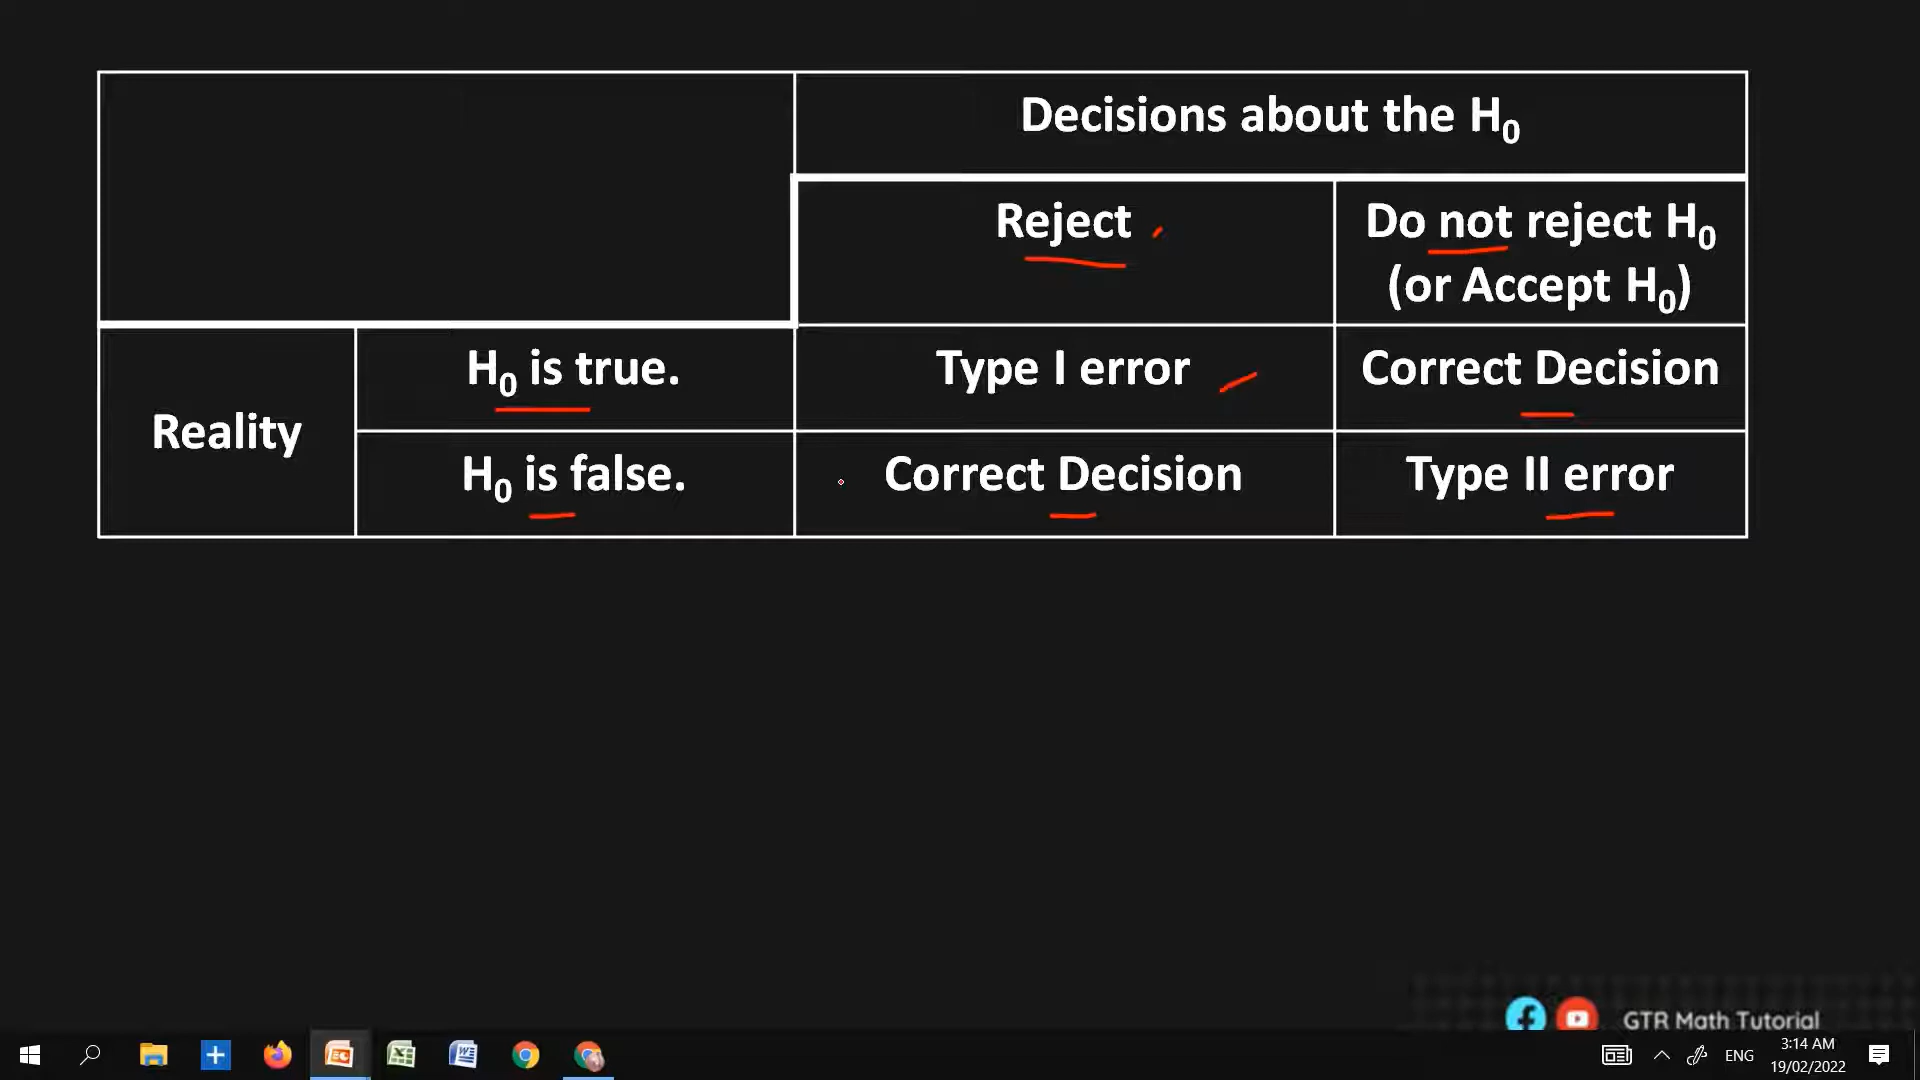 Decisions about the H₀
Reject
Do not reject H₀
(or Accept H₀)
Reality
H₀ is true.
Type I error
Correct Decision
H₀ is false.
Correct Decision
Type II error
GTR Math Tutorial
ENG
3:14 AM
19/02/2022